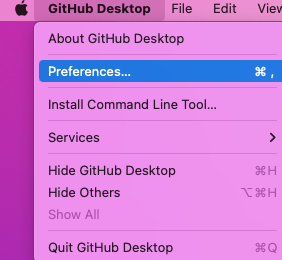 GitHub Desktop File Edit View
About GitHub Desktop
Preferences... ⌘ ,
Install Command Line Tool...
Services
Hide GitHub Desktop ⌘H
Hide Others ⌥⌘H
Show All
Quit GitHub Desktop ⌘Q